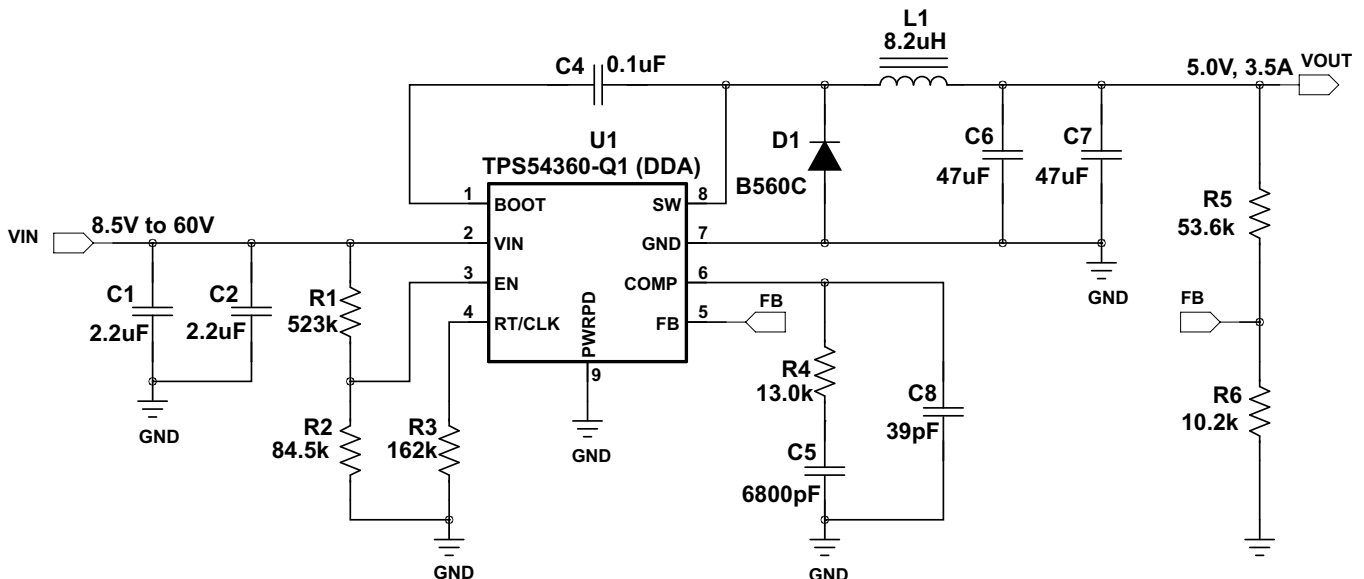 L1
8.2uH
C4
0.1uF
5.0V, 3.5A
VOUT
U1
TPS54360-Q1 (DDA)
D1
B560C
C6
47uF
C7
47uF
R5
53.6k
1
BOOT
SW
8
VIN
8.5V to 60V
2
VIN
GND
7
3
EN
COMP
6
4
RT/CLK
FB
5
PWRPD
9
FB
GND
FB
C1
2.2uF
C2
2.2uF
R1
523k
R4
13.0k
C8
39pF
R6
10.2k
GND
R2
84.5k
R3
162k
GND
C5
6800pF
GND
GND